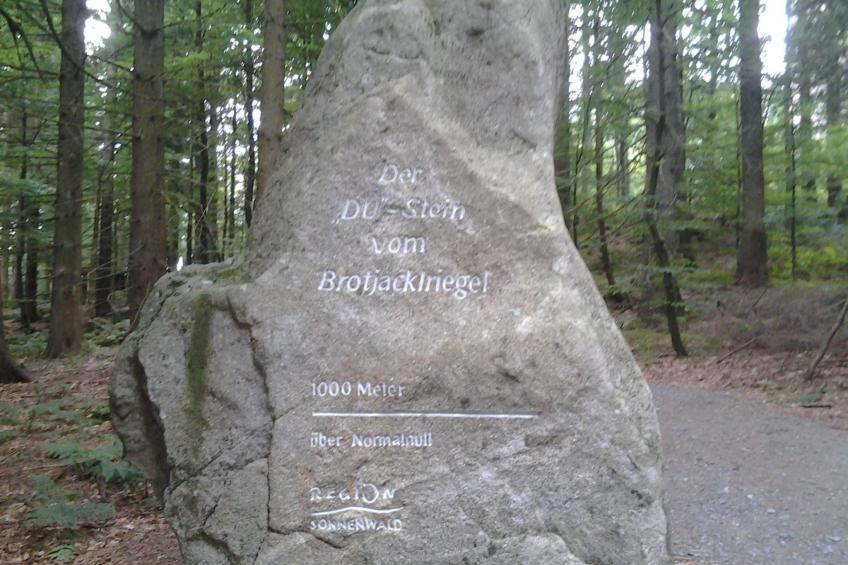 Der
„DU“-Stein
vom
Brotjacklriegel
1000 Meter
über Normalnull
REGION
SONNENWALD